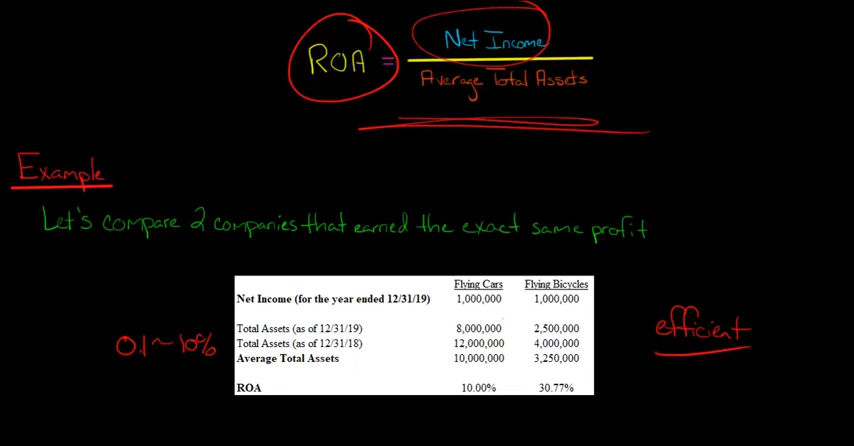 ROA = Net Income
Average Total Assets
Example
Let's compare 2 companies that earned the exact same profit
Flying Cars Flying Bicycles
Net Income (for the year ended 12/31/19) 1,000,000 1,000,000
Total Assets (as of 12/31/19) 8,000,000 2,500,000
Total Assets (as of 12/31/18) 12,000,000 4,000,000
Average Total Assets 10,000,000 3,250,000
ROA 10.00% 30.77%
0.1~10%
efficient